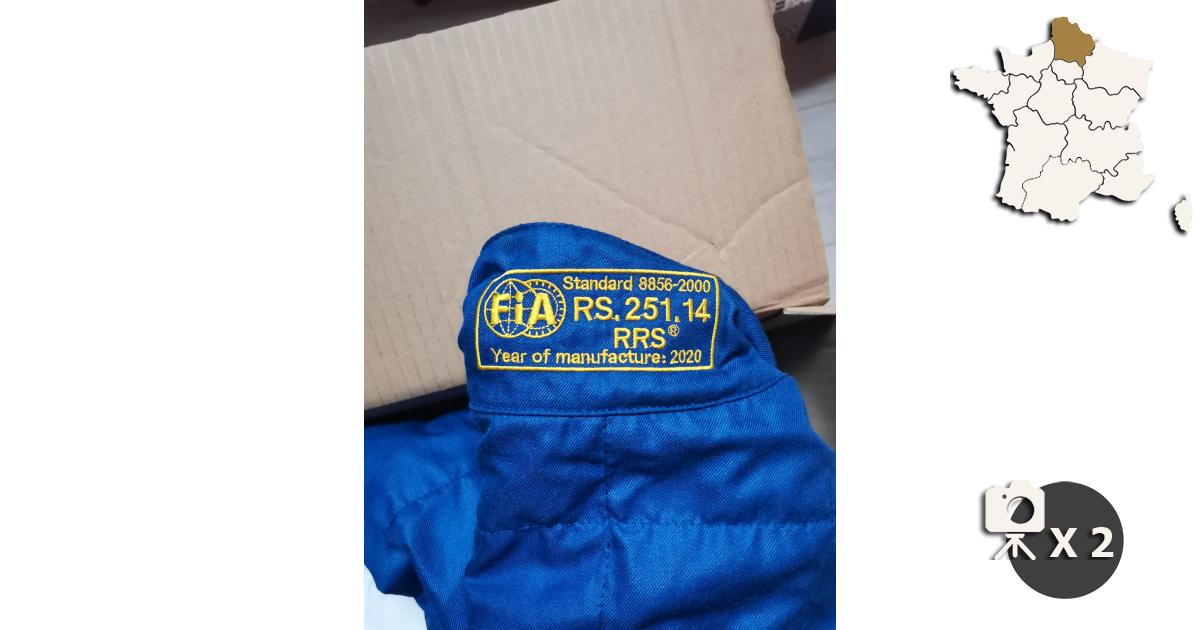 FiA
Standard 8856-2000
RS. 251.14
RRS®
Year of manufacture: 2020
X 2